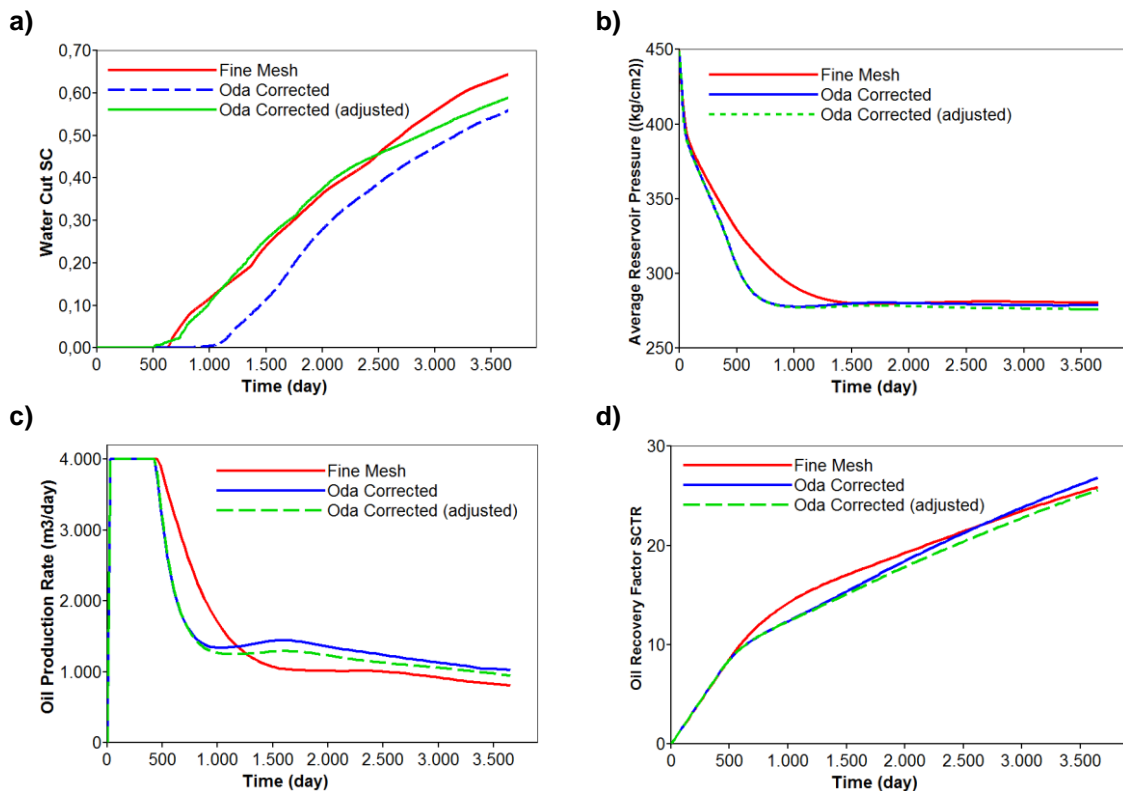 a)
0,70
0,60
0,50
0,40
0,30
0,20
0,10
0,00
Water Cut SC
Fine Mesh
Oda Corrected
Oda Corrected (adjusted)
0 500 1.000 1.500 2.000 2.500 3.000 3.500
Time (day)
b)
450
400
350
300
250
Average Reservoir Pressure ((kg/cm2))
Fine Mesh
Oda Corrected
Oda Corrected (adjusted)
0 500 1.000 1.500 2.000 2.500 3.000 3.500
Time (day)
c)
4.000
3.000
2.000
1.000
0
Oil Production Rate (m3/day)
Fine Mesh
Oda Corrected
Oda Corrected (adjusted)
0 500 1.000 1.500 2.000 2.500 3.000 3.500
Time (day)
d)
30
20
10
0
Oil Recovery Factor SCTR
Fine Mesh
Oda Corrected
Oda Corrected (adjusted)
0 500 1.000 1.500 2.000 2.500 3.000 3.500
Time (day)